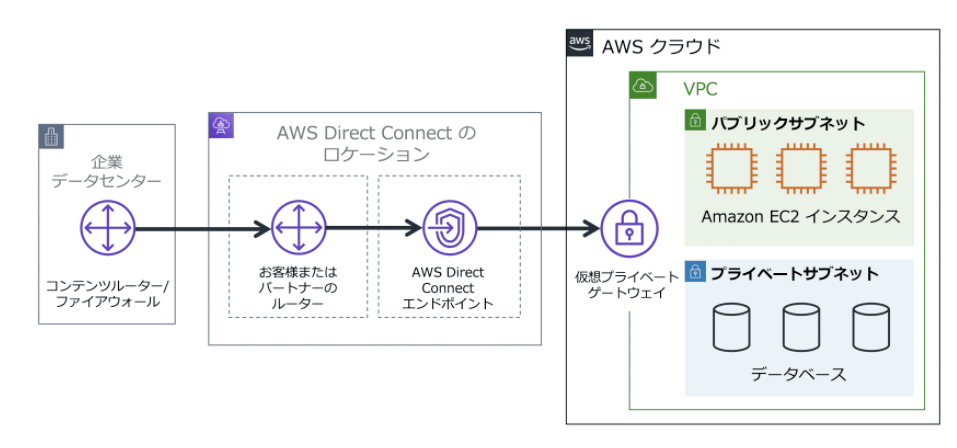 aws
AWS クラウド
VPC
パブリックサブネット
Amazon EC2 インスタンス
AWS Direct Connect の
ロケーション
企業
データセンター
コンテンツルーター/
ファイアウォール
お客様または
パートナーの
ルーター
AWS Direct
Connect
エンドポイント
仮想プライベート
ゲートウェイ
プライベートサブネット
データベース